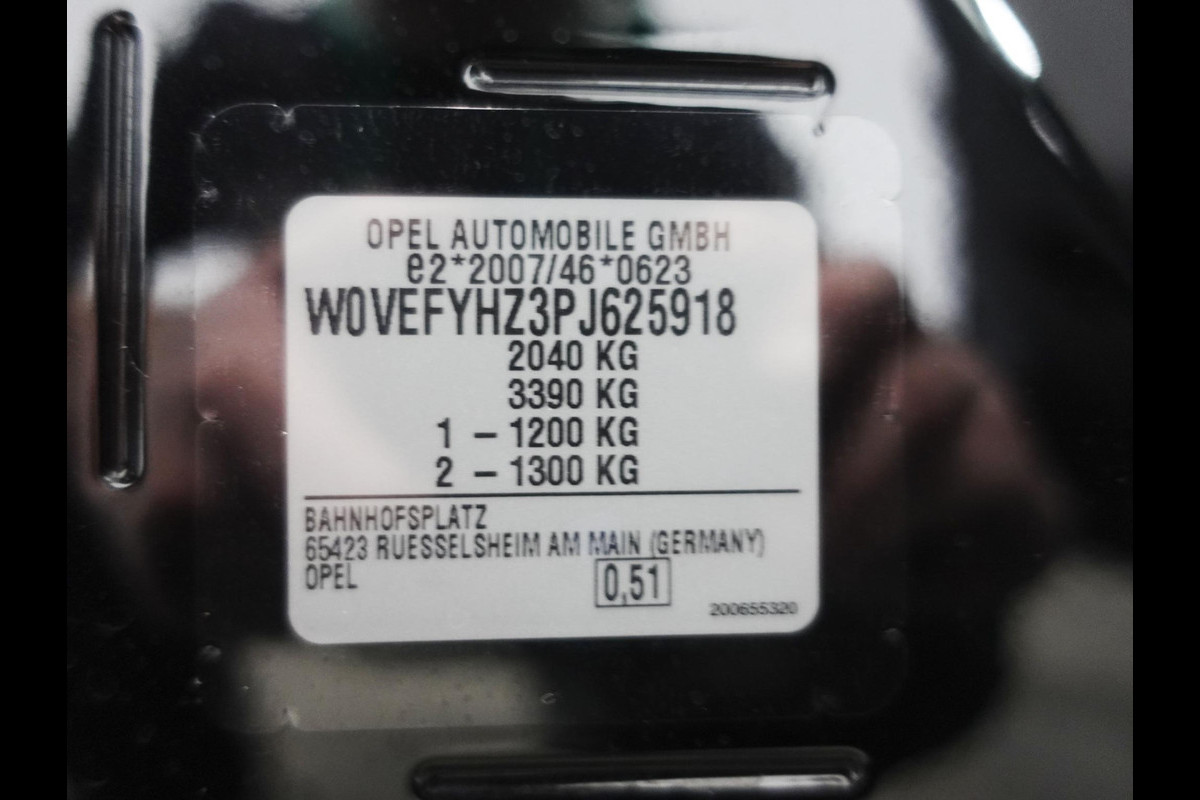 OPEL AUTOMOBILE GMBH
e2*2007/46*0623
W0VEFYHZ3PJ625918
2040 KG
3390 KG
1 – 1200 KG
2 – 1300 KG
BAHNHOFSPLATZ
65423 RUESSELSHEIM AM MAIN (GERMANY)
OPEL
0,51
200655320